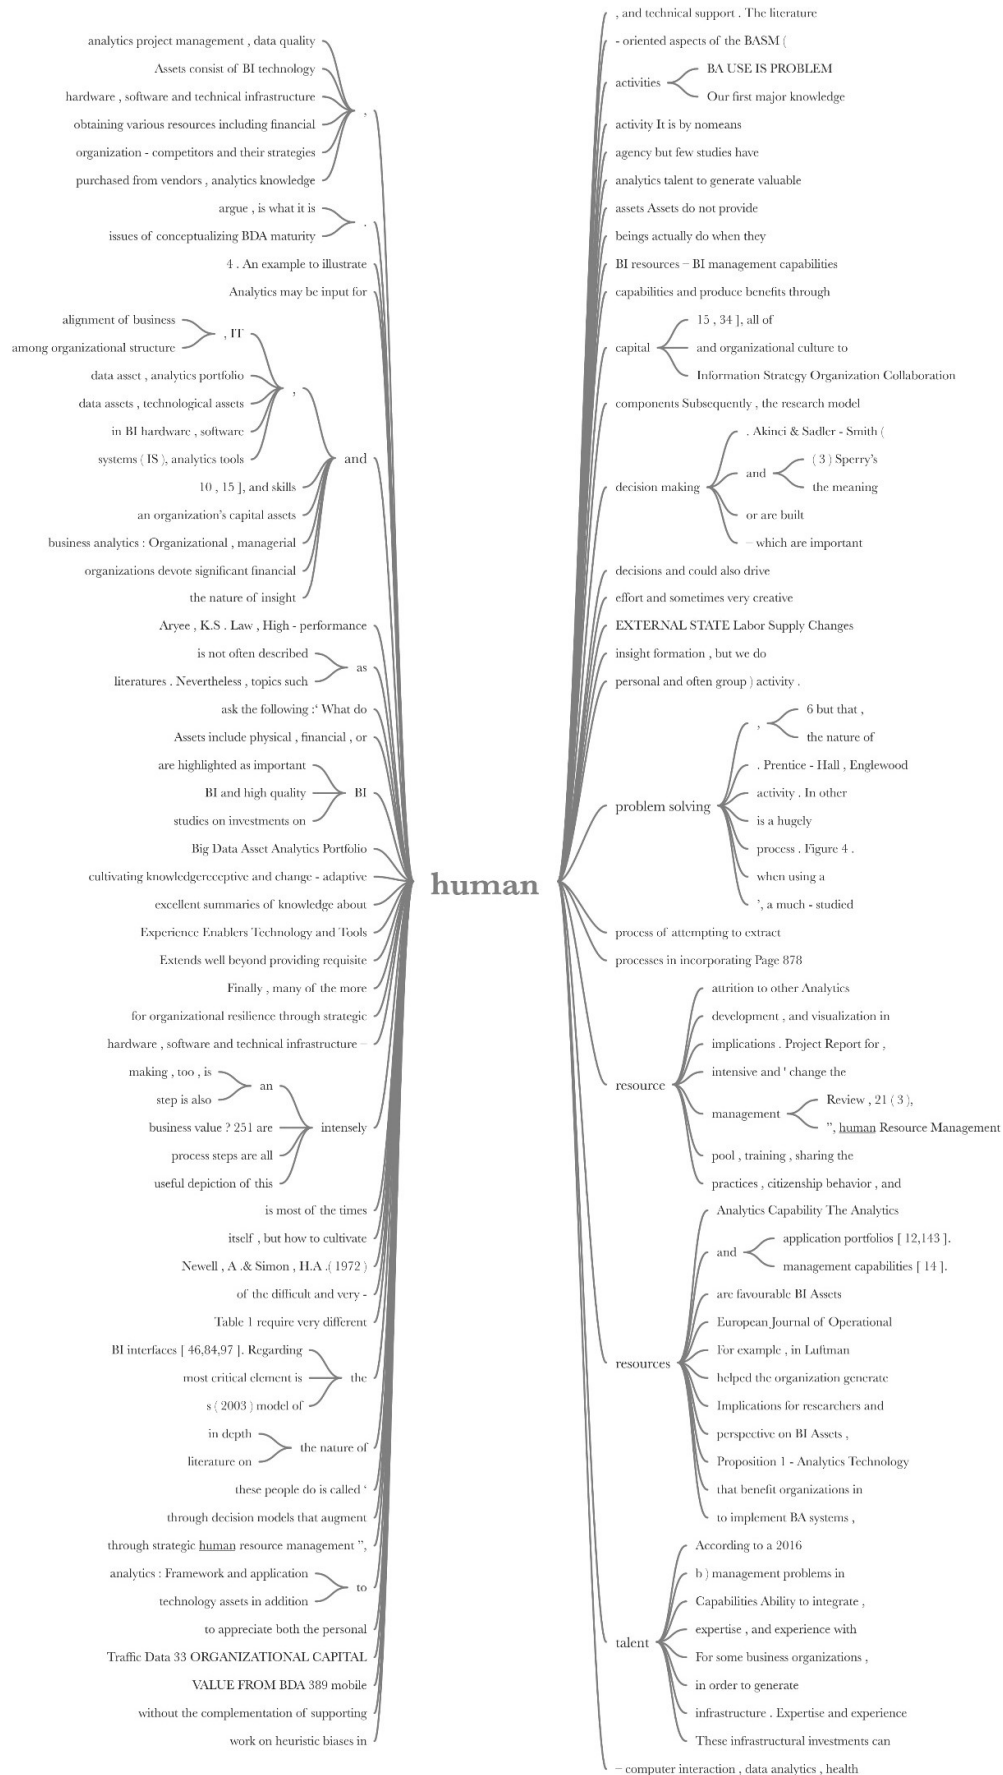 analytics project management , data quality
Assets consist of BI technology
hardware , software and technical infrastructure
obtaining various resources including financial
organization - competitors and their strategies
purchased from vendors , analytics knowledge
,
argue , is what it is
issues of conceptualizing BDA maturity
.
4 . An example to illustrate
Analytics may be input for
alignment of business
among organizational structure
, IT
data asset , analytics portfolio
data assets , technological assets
in BI hardware , software
systems ( IS ), analytics tools
,
10 , 15 ], and skills
an organization's capital assets
business analytics : Organizational , managerial
organizations devote significant financial
the nature of insight
and
Aryee , K.S . Law , High - performance
is not often described
literatures . Nevertheless , topics such
as
ask the following :‘ What do
Assets include physical , financial , or
are highlighted as important
BI and high quality
studies on investments on
BI
Big Data Asset Analytics Portfolio
cultivating knowledgereceptive and change - adaptive
excellent summaries of knowledge about
Experience Enablers Technology and Tools
Extends well beyond providing requisite
Finally , many of the more
for organizational resilience through strategic
hardware , software and technical infrastructure –
making , too , is
step is also
an
business value ? 251 are
process steps are all
useful depiction of this
intensely
is most of the times
itself , but how to cultivate
Newell , A .& Simon , H.A .( 1972 )
of the difficult and very -
Table 1 require very different
BI interfaces [ 46,84,97 ]. Regarding
most critical element is
s ( 2003 ) model of
the
in depth
literature on
the nature of
these people do is called ‘
through decision models that augment
through strategic human resource management ”,
analytics : Framework and application
technology assets in addition
to
to appreciate both the personal
Traffic Data 33 ORGANIZATIONAL CAPITAL
VALUE FROM BDA 389 mobile
without the complementation of supporting
work on heuristic biases in
human
, and technical support . The literature
- oriented aspects of the BASM (
activities
BA USE IS PROBLEM
Our first major knowledge
activity It is by nomeans
agency but few studies have
analytics talent to generate valuable
assets Assets do not provide
beings actually do when they
BI resources – BI management capabilities
capabilities and produce benefits through
capital
15 , 34 ], all of
and organizational culture to
Information Strategy Organization Collaboration
components Subsequently , the research model
decision making
. Akinci & Sadler - Smith (
and
( 3 ) Sperry's
the meaning
or are built
– which are important
decisions and could also drive
effort and sometimes very creative
EXTERNAL STATE Labor Supply Changes
insight formation , but we do
personal and often group ) activity .
problem solving
,
6 but that ,
the nature of
. Prentice - Hall , Englewood
activity . In other
is a hugely
process . Figure 4 .
when using a
’, a much - studied
process of attempting to extract
processes in incorporating Page 878
resource
attrition to other Analytics
development , and visualization in
implications . Project Report for ,
intensive and ' change the
management
Review , 21 ( 3 ),
”, human Resource Management
pool , training , sharing the
practices , citizenship behavior , and
resources
Analytics Capability The Analytics
and
application portfolios [ 12,143 ].
management capabilities [ 14 ].
are favourable BI Assets
European Journal of Operational
For example , in Luftman
helped the organization generate
Implications for researchers and
perspective on BI Assets ,
Proposition 1 - Analytics Technology
that benefit organizations in
to implement BA systems ,
talent
According to a 2016
b ) management problems in
Capabilities Ability to integrate ,
expertise , and experience with
For some business organizations ,
in order to generate
infrastructure . Expertise and experience
These infrastructural investments can
– computer interaction , data analytics , health